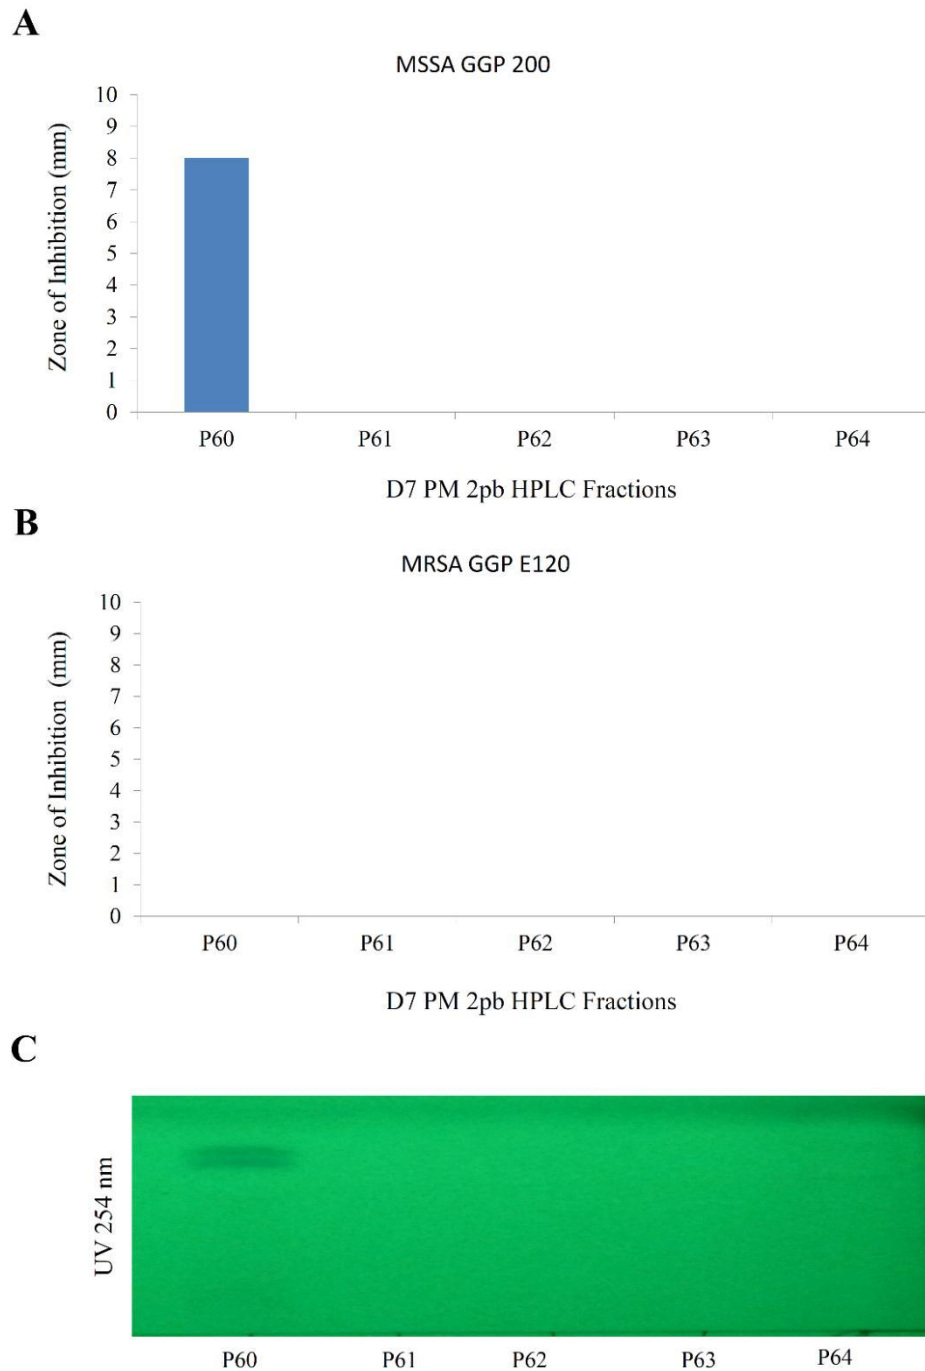 A
MSSA GGP 200
Zone of Inhibition (mm)
10
9
8
7
6
5
4
3
2
1
0
P60 P61 P62 P63 P64
D7 PM 2pb HPLC Fractions
B
MRSA GGP E120
Zone of Inhibition (mm)
10
9
8
7
6
5
4
3
2
1
0
P60 P61 P62 P63 P64
D7 PM 2pb HPLC Fractions
C
UV 254 nm
P60 P61 P62 P63 P64